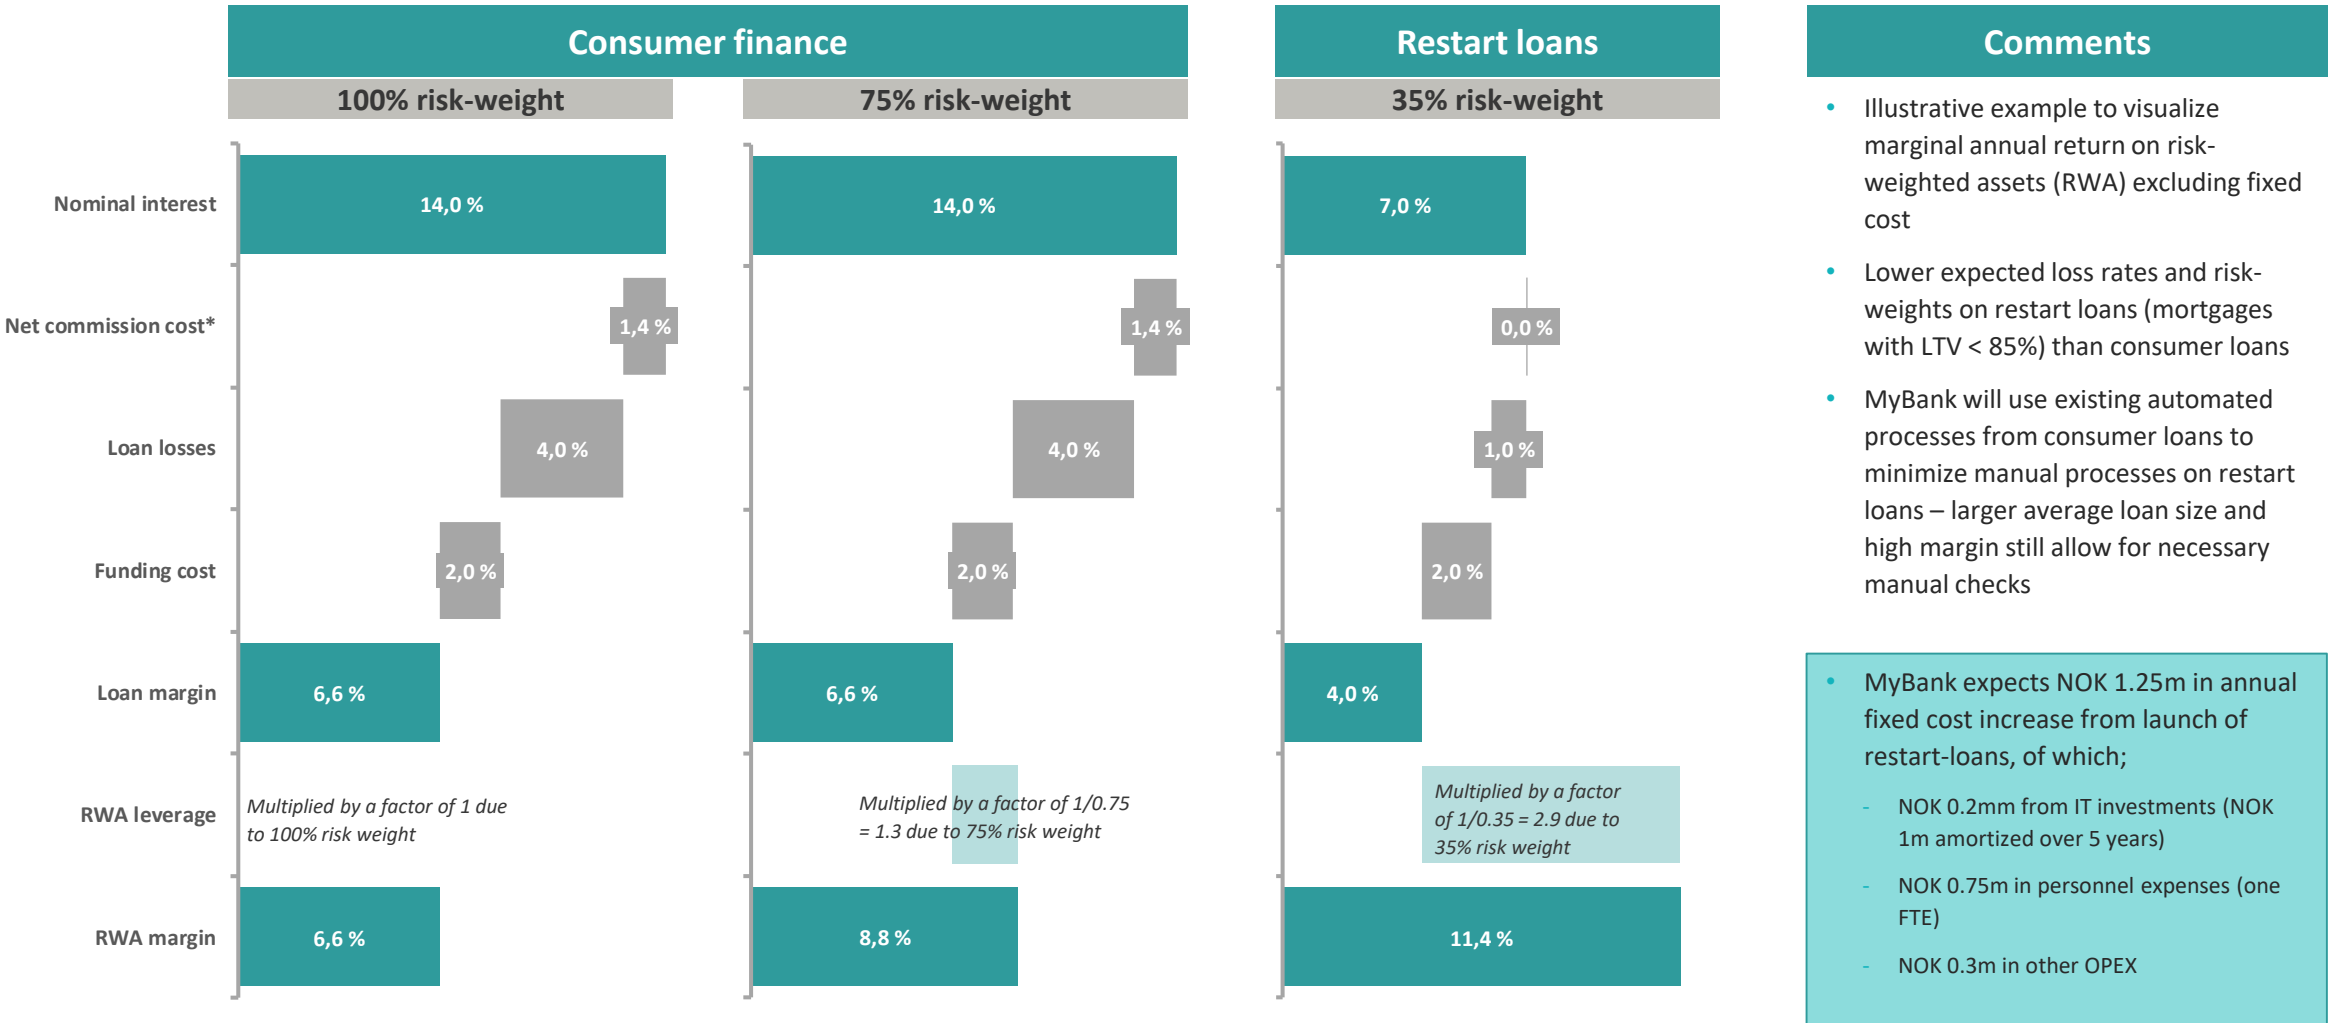 Consumer finance
Restart loans
Comments
100% risk-weight
75% risk-weight
35% risk-weight
Nominal interest
14,0 %
14,0 %
7,0 %
Net commission cost*
1,4 %
1,4 %
0,0 %
Loan losses
4,0 %
4,0 %
1,0 %
Funding cost
2,0 %
2,0 %
2,0 %
Loan margin
6,6 %
6,6 %
4,0 %
RWA leverage
Multiplied by a factor of 1 due
to 100% risk weight
Multiplied by a factor of 1/0.75
= 1.3 due to 75% risk weight
Multiplied by a factor
of 1/0.35 = 2.9 due to
35% risk weight
RWA margin
6,6 %
8,8 %
11,4 %
• Illustrative example to visualize
marginal annual return on risk-
weighted assets (RWA) excluding fixed
cost
• Lower expected loss rates and risk-
weights on restart loans (mortgages
with LTV < 85%) than consumer loans
• MyBank will use existing automated
processes from consumer loans to
minimize manual processes on restart
loans – larger average loan size and
high margin still allow for necessary
manual checks
• MyBank expects NOK 1.25m in annual
fixed cost increase from launch of
restart-loans, of which;
- NOK 0.2mm from IT investments (NOK
1m amortized over 5 years)
- NOK 0.75m in personnel expenses (one
FTE)
- NOK 0.3m in other OPEX